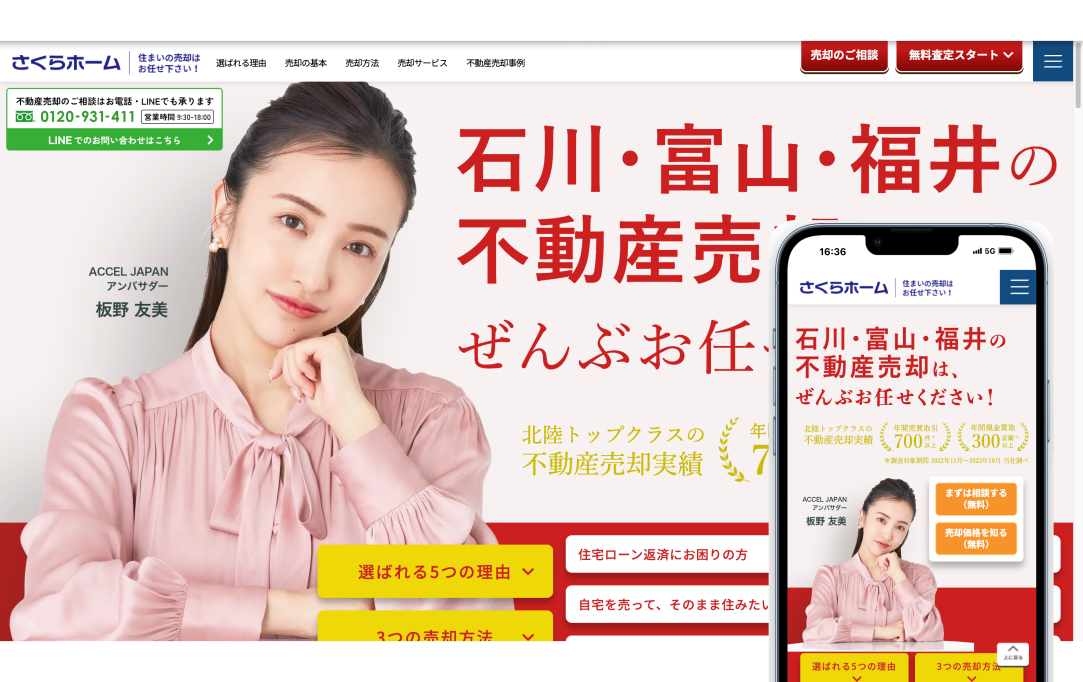 さくらホーム
住まいの売却は
お任せ下さい！
選ばれる理由 売却の基本 売却方法 売却サービス 不動産売却事例
売却のご相談
無料査定スタート
不動産売却のご相談はお電話・LINEでも承ります
0120-931-411 営業時間 9:30-18:00
LINEでのお問い合わせはこちら
石川・富山・福井の
不動産売
ぜんぶお任
ACCEL JAPAN
アンバサダー
板野 友美
北陸トップクラスの
不動産売却実績
年
7
選ばれる5つの理由
3つの売却方法
住宅ローン返済にお困りの方
自宅を売って、そのまま住みたい
16:36
5G
さくらホーム
住まいの売却は
お任せ下さい！
石川・富山・福井の
不動産売却は、
ぜんぶお任せください！
北陸トップクラスの
不動産売却実績
年間売買取引
700件※以上
年間現金買取
300以上
※調査対象期間 2022年11月〜2023年10月 当社調べ
ACCEL JAPAN
アンバサダー
板野 友美
まずは相談する
（無料）
売却価格を知る
（無料）
上に戻る
選ばれる5つの理由
3つの売却方法